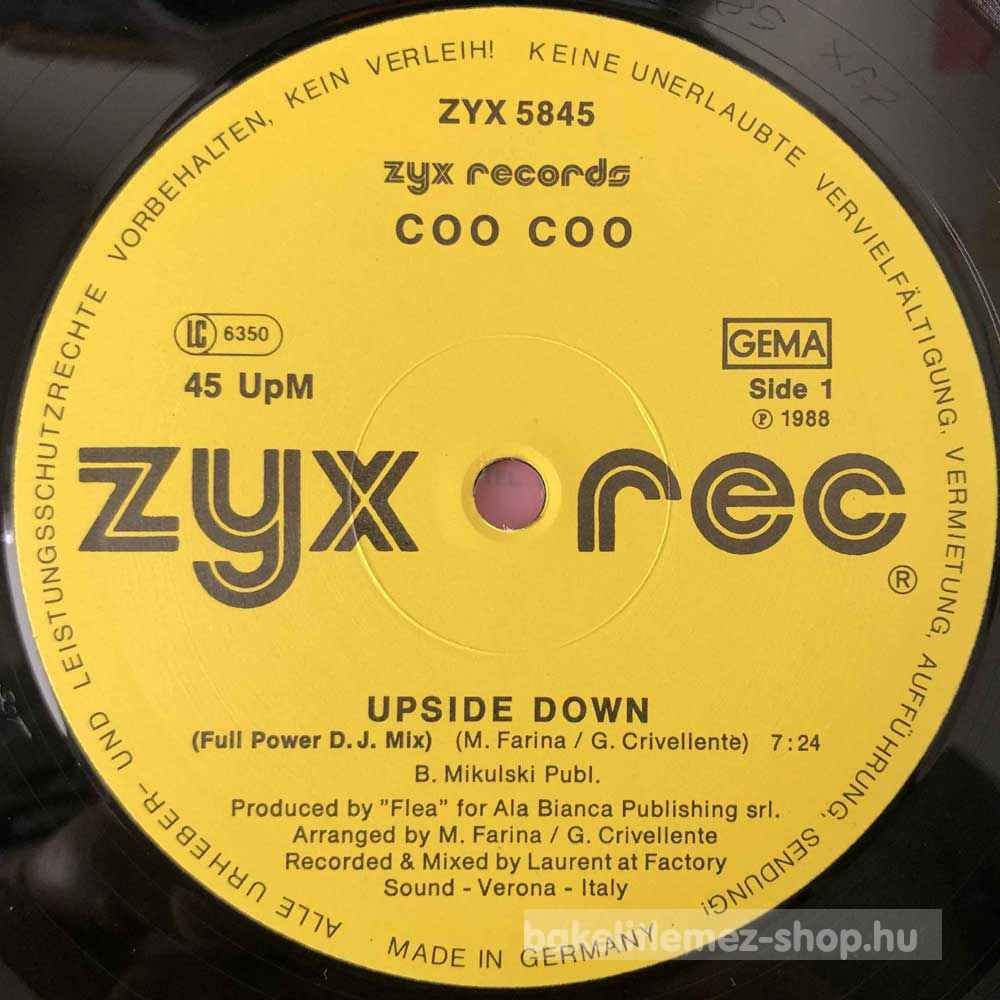 ALLE URHEBER- UND LEISTUNGSSCHUTZRECHTE VORBEHALTEN, KEIN VERLEIH! KEINE UNERLAUBTE VERVIELFÄLTIGUNG, VERMIETUNG, AUFFÜHRUNG, SENDUNG!
ZYX 5845
zyx records
COO COO
LC 6350
GEMA
45 UpM
Side 1
℗ 1988
zyx rec ®
UPSIDE DOWN
(Full Power D.J. Mix) (M. Farina / G. Crivellente) 7:24
B. Mikulski Publ.
Produced by "Flea" for Ala Bianca Publishing srl.
Arranged by M. Farina / G. Crivellente
Recorded & Mixed by Laurent at Factory
Sound - Verona - Italy
MADE IN GERMANY
bakelitlemez-shop.hu